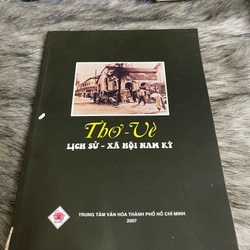 Thơ-Vè
LỊCH SỬ - XÃ HỘI NAM KỲ
TRUNG TÂM VĂN HÓA THÀNH PHỐ HỒ CHÍ MINH
2007